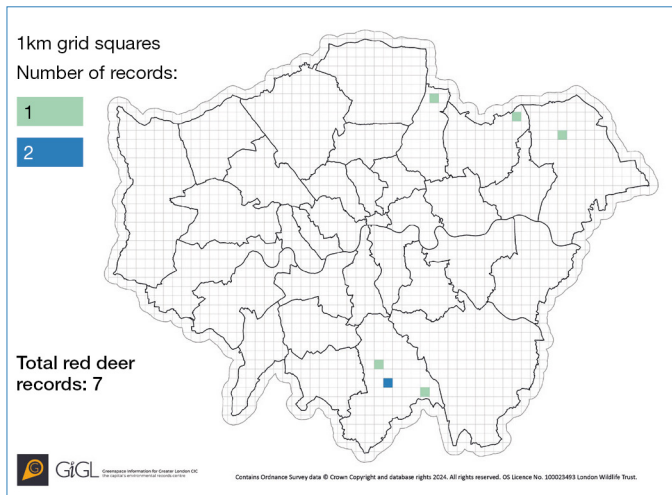 1km grid squares
Number of records:
1
2
Total red deer
records: 7
GiGL
Greenspace Information for Greater London CIC
the capital's environmental records centre
Contains Ordnance Survey data © Crown Copyright and database rights 2024. All rights reserved. OS Licence No. 100023493 London Wildlife Trust.